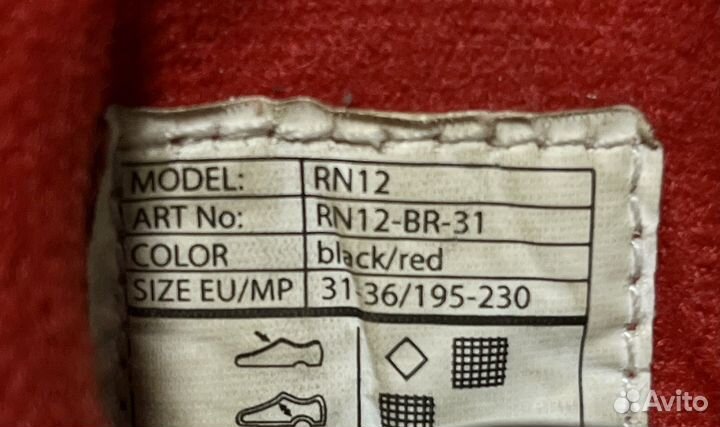 MODEL: RN12
ART No: RN12-BR-31
COLOR black/red
SIZE EU/MP 31-36/195-230
Avito